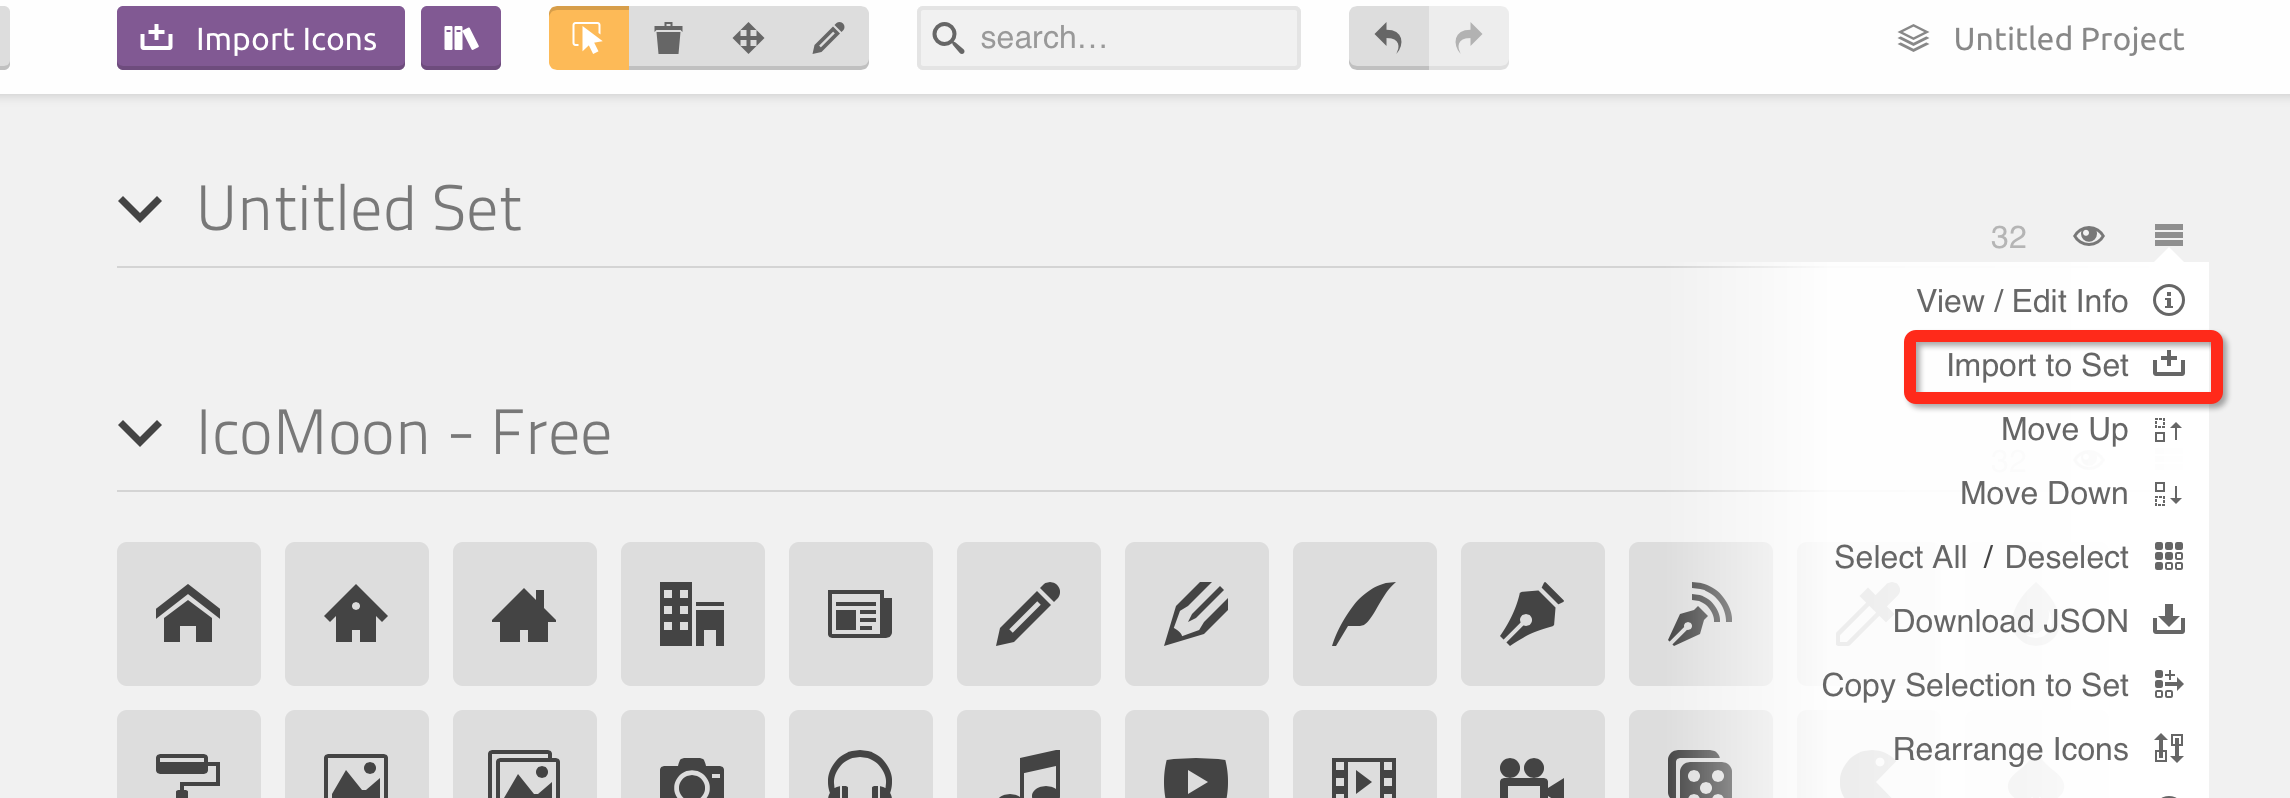 Import Icons
search...
Untitled Project
Untitled Set
32
View / Edit Info
Import to Set
Move Up
32
Move Down
IcoMoon - Free
Select All / Deselect
Download JSON
Copy Selection to Set
Rearrange Icons